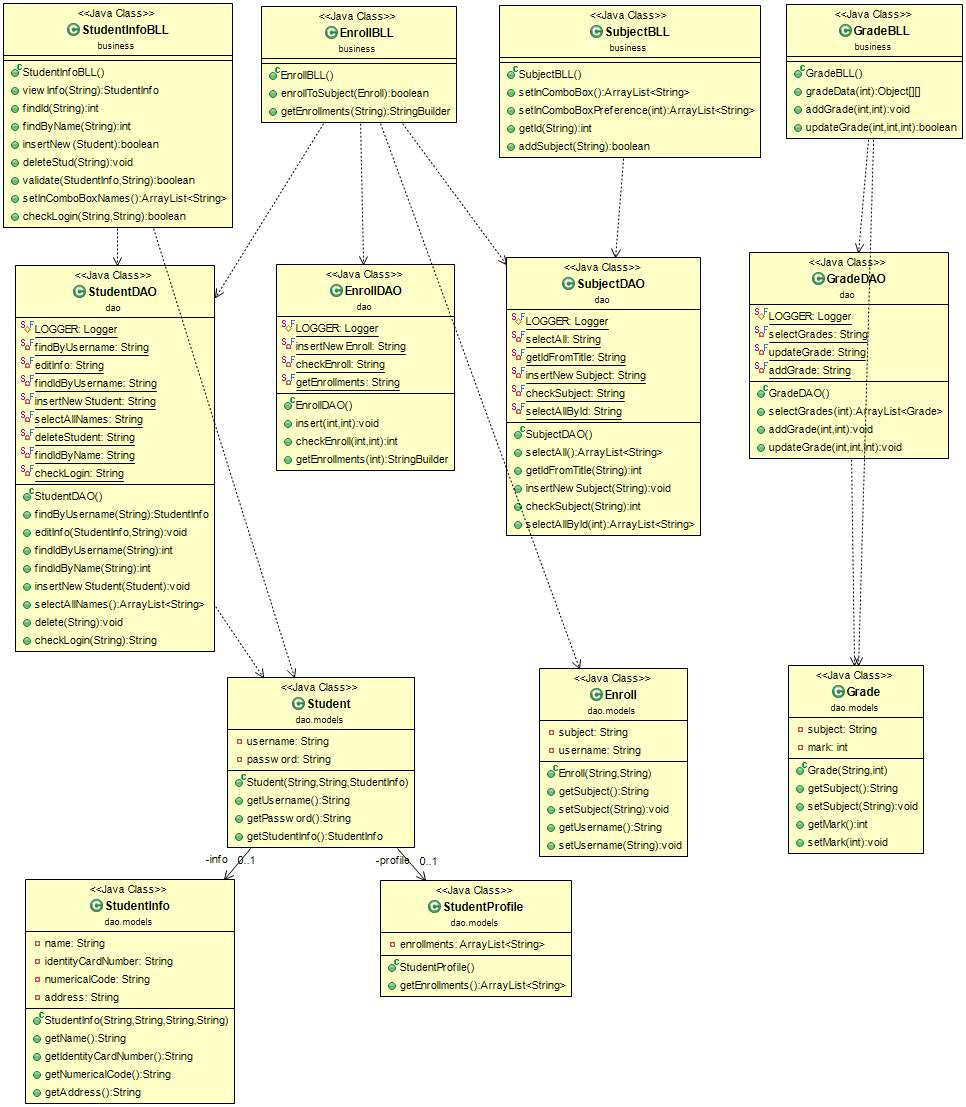 <<Java Class>>
StudentInfoBLL
business
StudentInfoBLL()
view Info(String):StudentInfo
findId(String):int
findByName(String):int
insertNew (Student):boolean
deleteStud(String):void
validate(StudentInfo,String):boolean
setInComboBoxNames():ArrayList<String>
checkLogin(String,String):boolean
<<Java Class>>
EnrollBLL
business
EnrollBLL()
enrollToSubject(Enroll):boolean
getEnrollments(String):StringBuilder
<<Java Class>>
SubjectBLL
business
SubjectBLL()
setInComboBox():ArrayList<String>
setInComboBoxPreference(int):ArrayList<String>
getId(String):int
addSubject(String):boolean
<<Java Class>>
GradeBLL
business
GradeBLL()
gradeData(int):Object[][]
addGrade(int,int):void
updateGrade(int,int,int):boolean
<<Java Class>>
StudentDAO
dao
LOGGER: Logger
findByUsername: String
editInfo: String
findIdByUsername: String
insertNew Student: String
selectAllNames: String
deleteStudent: String
findIdByName: String
checkLogin: String
StudentDAO()
findByUsername(String):StudentInfo
editInfo(StudentInfo,String):void
findIdByUsername(String):int
findIdByName(String):int
insertNew Student(Student):void
selectAllNames():ArrayList<String>
delete(String):void
checkLogin(String):String
<<Java Class>>
EnrollDAO
dao
LOGGER: Logger
insertNew Enroll: String
checkEnroll: String
getEnrollments: String
EnrollDAO()
insert(int,int):void
checkEnroll(int,int):int
getEnrollments(int):StringBuilder
<<Java Class>>
SubjectDAO
dao
LOGGER: Logger
selectAll: String
getIdFromTitle: String
insertNew Subject: String
checkSubject: String
selectAllById: String
SubjectDAO()
selectAll():ArrayList<String>
getIdFromTitle(String):int
insertNew Subject(String):void
checkSubject(String):int
selectAllById(int):ArrayList<String>
<<Java Class>>
GradeDAO
dao
LOGGER: Logger
selectGrades: String
updateGrade: String
addGrade: String
GradeDAO()
selectGrades(int):ArrayList<Grade>
addGrade(int,int):void
updateGrade(int,int,int):void
<<Java Class>>
Student
dao.models
username: String
passw ord: String
Student(String,String,StudentInfo)
getUsername():String
getPassw ord():String
getStudentInfo():StudentInfo
<<Java Class>>
Enroll
dao.models
subject: String
username: String
Enroll(String,String)
getSubject():String
setSubject(String):void
getUsername():String
setUsername(String):void
<<Java Class>>
Grade
dao.models
subject: String
mark: int
Grade(String,int)
getSubject():String
setSubject(String):void
getMark():int
setMark(int):void
-info 0..1
-profile 0..1
<<Java Class>>
StudentInfo
dao.models
name: String
identityCardNumber: String
numericalCode: String
address: String
StudentInfo(String,String,String,String)
getName():String
getIdentityCardNumber():String
getNumericalCode():String
getAddress():String
<<Java Class>>
StudentProfile
dao.models
enrollments: ArrayList<String>
StudentProfile()
getEnrollments():ArrayList<String>